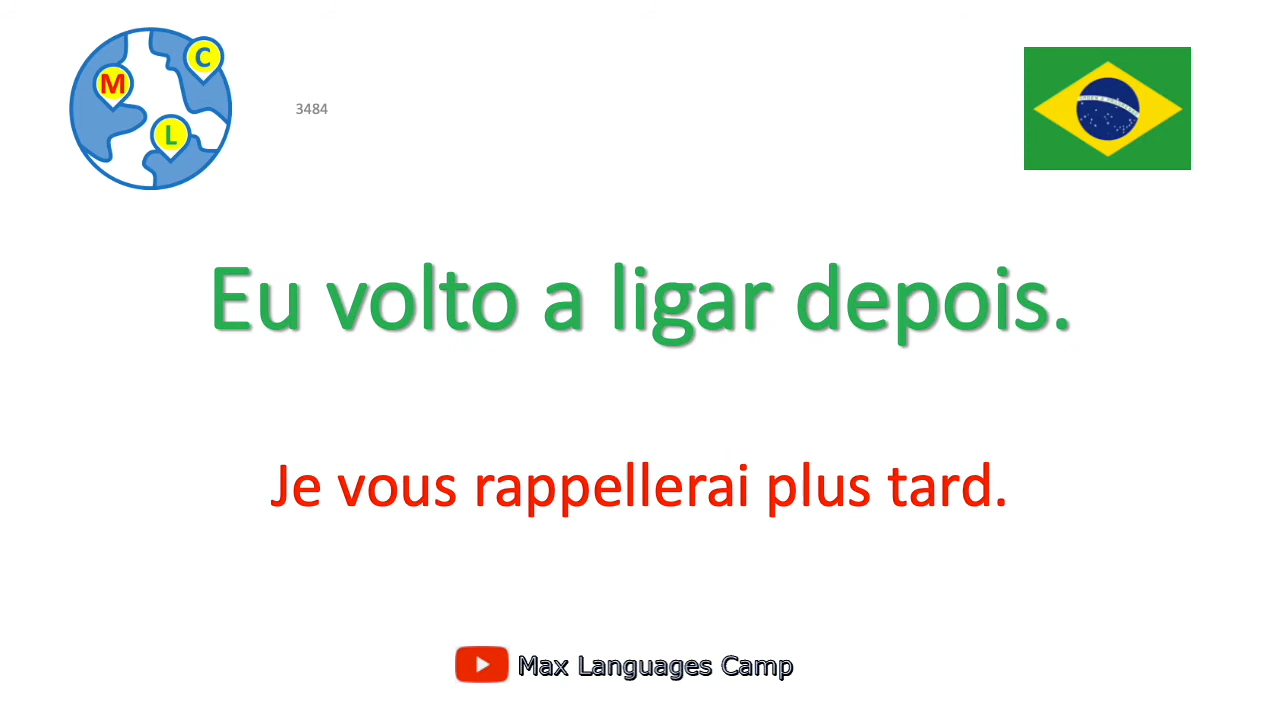 M
C
L
3484
Eu volto a ligar depois.
Je vous rappellerai plus tard.
Max Languages Camp